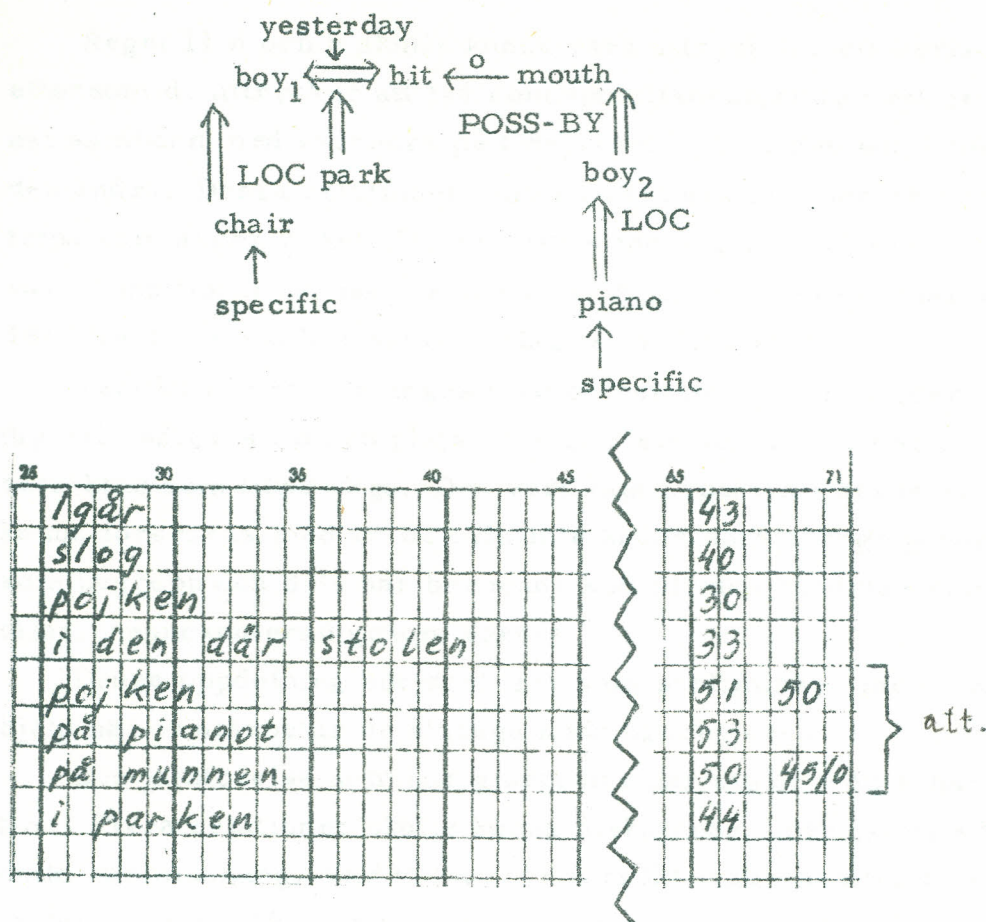 yesterday
boy1 hit o mouth
POSS-BY
LOC park boy2
chair LOC
specific piano
specific
25 30 35 40 45 65 71
Igår 43
slog 40
pojken 30
i den där stolen 33
pojken 51 50
på pianot 53
alt.
på munnen 50 45/0
i parken 44